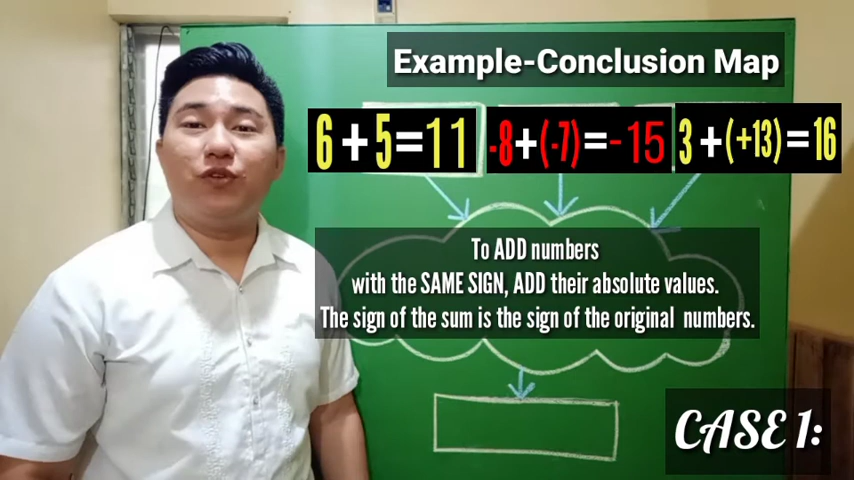 Example-Conclusion Map
6+5=11 -8+(-7)=-15 3+(+13)=16
To ADD numbers
with the SAME SIGN, ADD their absolute values.
The sign of the sum is the sign of the original numbers.
CASE 1: